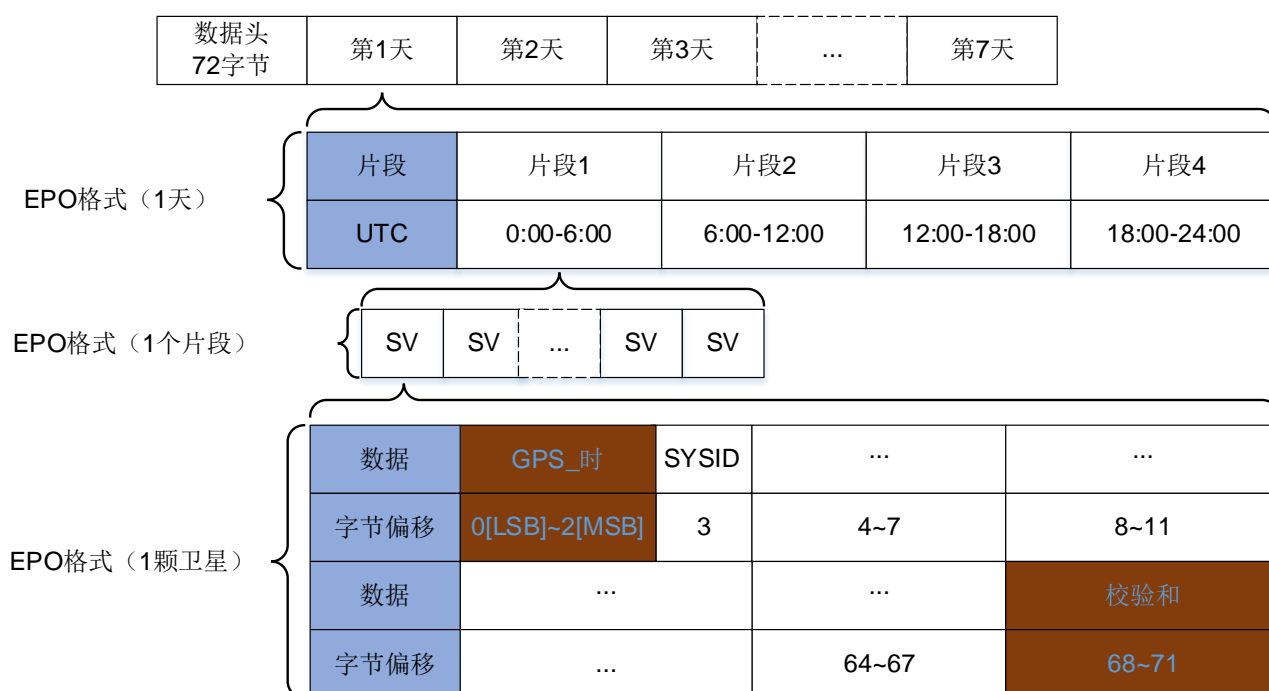 数据头
72字节
第1天
第2天
第3天
...
第7天
EPO格式（1天）
片段
片段1
片段2
片段3
片段4
UTC
0:00-6:00
6:00-12:00
12:00-18:00
18:00-24:00
EPO格式（1个片段）
SV
SV
...
SV
SV
EPO格式（1颗卫星）
数据
GPS_时
SYSID
...
...
字节偏移
0[LSB]~2[MSB]
3
4~7
8~11
数据
...
...
校验和
字节偏移
...
64~67
68~71